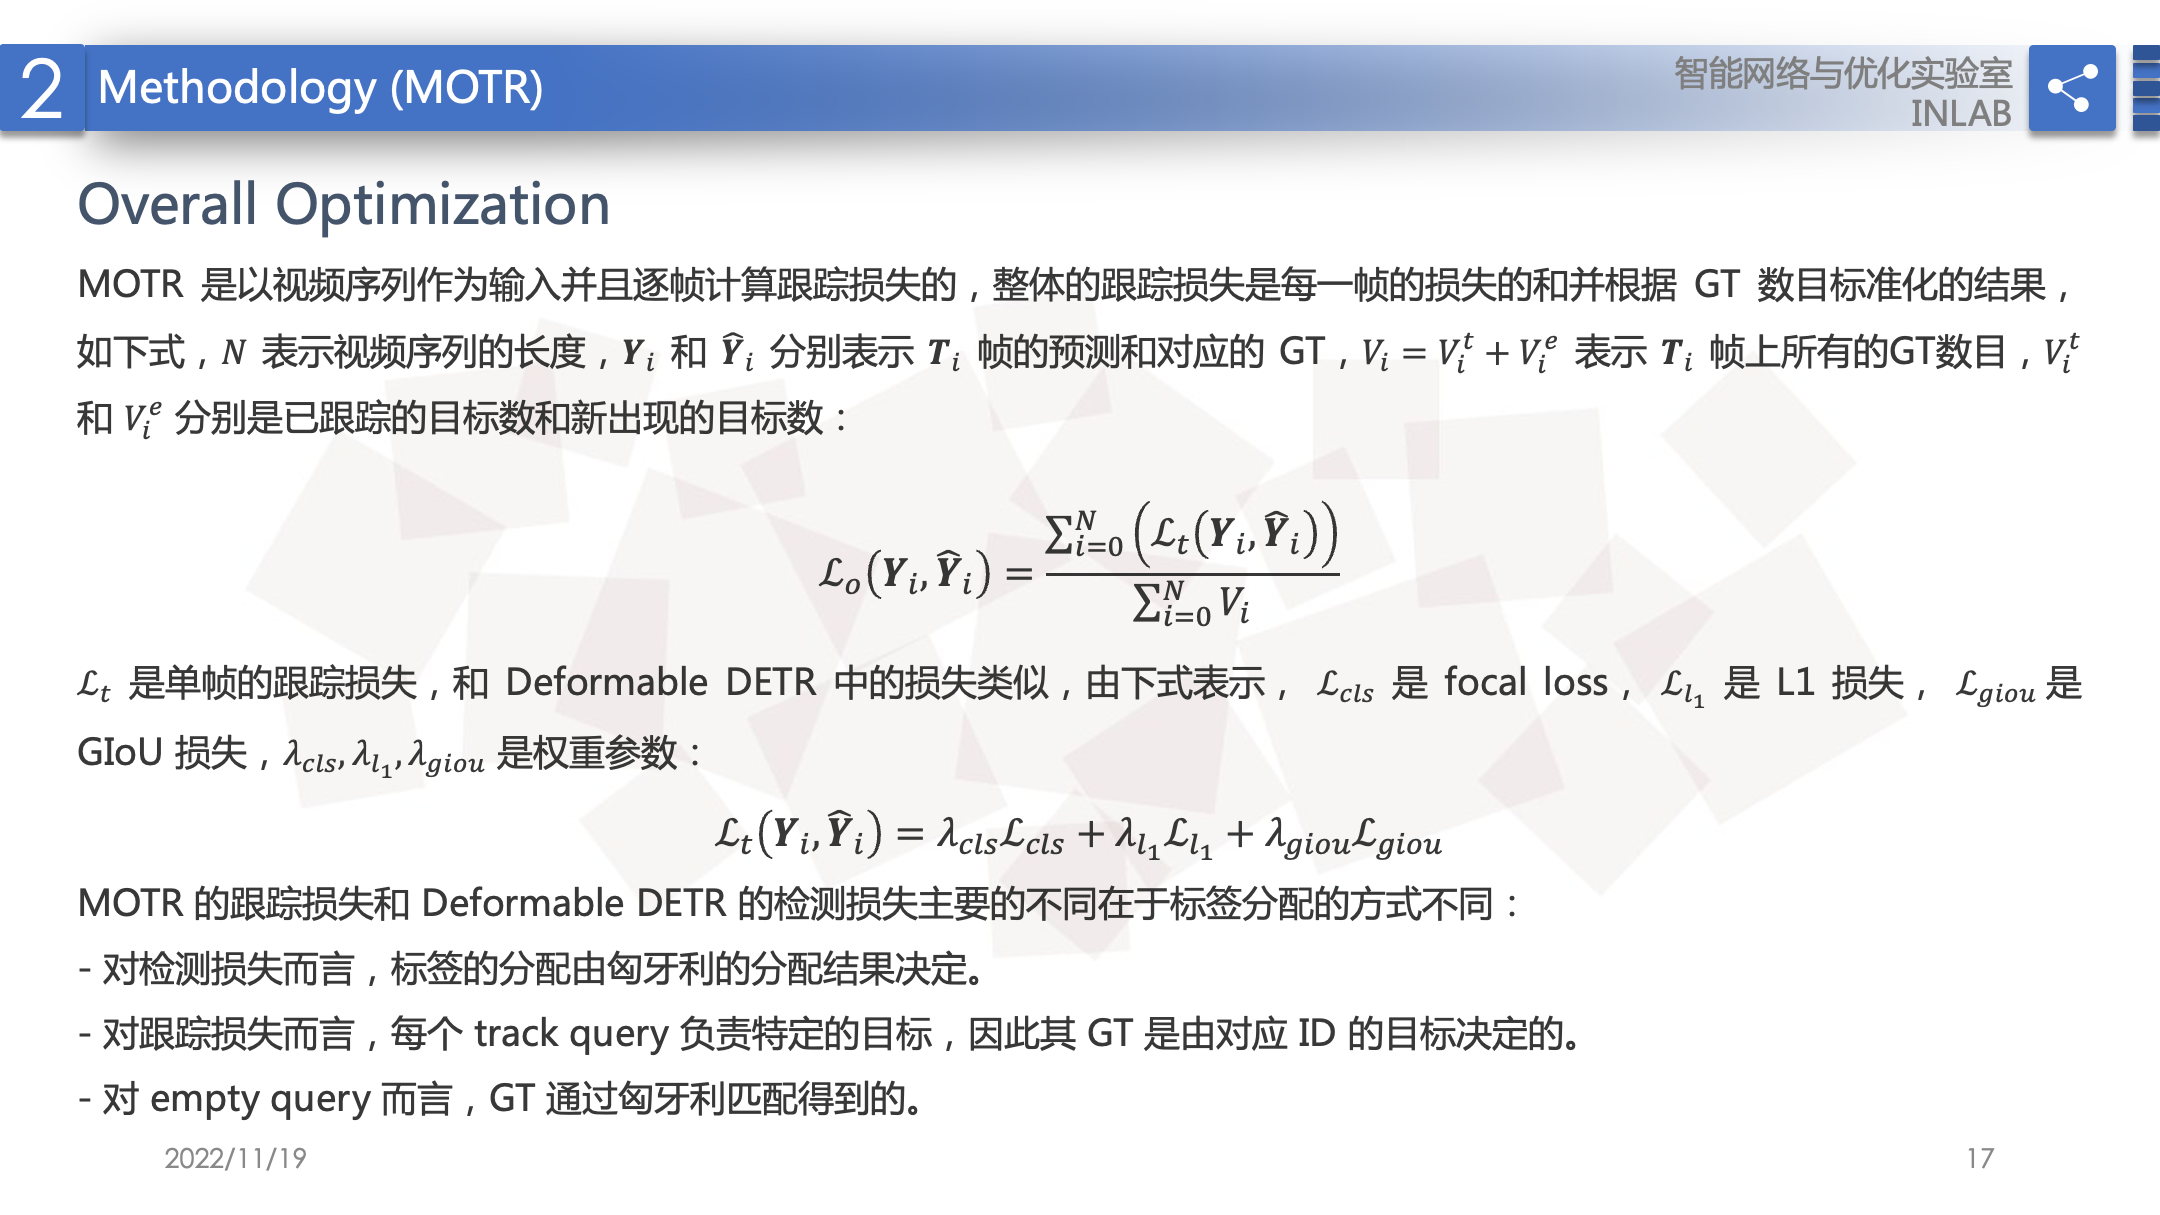 2
Methodology (MOTR)
智能网络与优化实验室
INLAB
Overall Optimization
MOTR 是以视频序列作为输入并且逐帧计算跟踪损失的，整体的跟踪损失是每一帧的损失的和并根据 GT 数目标准化的结果，
如下式，$N$ 表示视频序列的长度，$\boldsymbol{Y}_i$ 和 $\widehat{\boldsymbol{Y}}_i$ 分别表示 $\boldsymbol{T}_i$ 帧的预测和对应的 GT，$V_i = V_i^t + V_i^e$ 表示 $\boldsymbol{T}_i$ 帧上所有的GT数目，$V_i^t$
和 $V_i^e$ 分别是已跟踪的目标数和新出现的目标数：
$\mathcal{L}_o(\boldsymbol{Y}_i, \widehat{\boldsymbol{Y}}_i) = \frac{\sum_{i=0}^{N} \left( \mathcal{L}_t(\boldsymbol{Y}_i, \widehat{\boldsymbol{Y}}_i) \right)}{\sum_{i=0}^{N} V_i}$
$\mathcal{L}_t$ 是单帧的跟踪损失，和 Deformable DETR 中的损失类似，由下式表示， $\mathcal{L}_{cls}$ 是 focal loss， $\mathcal{L}_{l_1}$ 是 L1 损失， $\mathcal{L}_{giou}$ 是
GIoU 损失，$\lambda_{cls}, \lambda_{l_1}, \lambda_{giou}$ 是权重参数：
$\mathcal{L}_t(\boldsymbol{Y}_i, \widehat{\boldsymbol{Y}}_i) = \lambda_{cls}\mathcal{L}_{cls} + \lambda_{l_1}\mathcal{L}_{l_1} + \lambda_{giou}\mathcal{L}_{giou}$
MOTR 的跟踪损失和 Deformable DETR 的检测损失主要的不同在于标签分配的方式不同：
- 对检测损失而言，标签的分配由匈牙利的分配结果决定。
- 对跟踪损失而言，每个 track query 负责特定的目标，因此其 GT 是由对应 ID 的目标决定的。
- 对 empty query 而言，GT 通过匈牙利匹配得到的。
2022/11/19
17